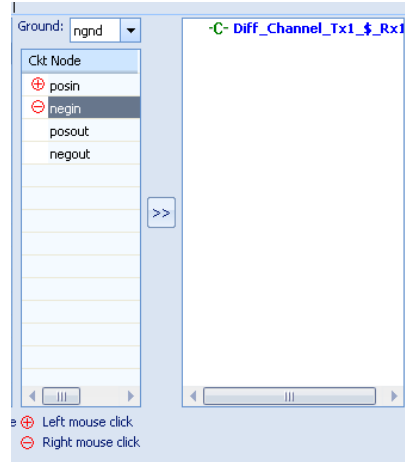 Ground: ngnd
-C- Diff_Channel_Tx1_$_Rx1
Ckt Node
posin
negin
posout
negout
>>
e Left mouse click
Right mouse click